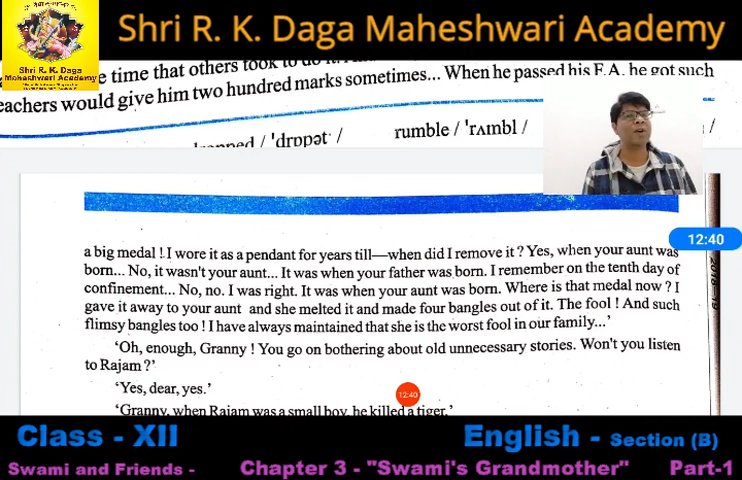 Shri R. K. Daga Maheshwari Academy
Shri R. K. Daga
Maheshwari Academy
time that others took to do
eachers would give him two hundred marks sometimes... When he passed his F.A. he got such
/ 'drɒpət /
rumble / 'rʌmbl /
/
a big medal ! I wore it as a pendant for years till—when did I remove it ? Yes, when your aunt was
born... No, it wasn't your aunt... It was when your father was born. I remember on the tenth day of
confinement... No, no. I was right. It was when your aunt was born. Where is that medal now ? I
gave it away to your aunt and she melted it and made four bangles out of it. The fool ! And such
flimsy bangles too ! I have always maintained that she is the worst fool in our family...'
'Oh, enough, Granny ! You go on bothering about old unnecessary stories. Won't you listen
to Rajam ?'
'Yes, dear, yes.'
'Granny, when Rajam was a small boy, he killed a tiger.'
12:40
12:40
2018-19
Class - XII
English - Section (B)
Swami and Friends -
Chapter 3 - "Swami's Grandmother"
Part-1